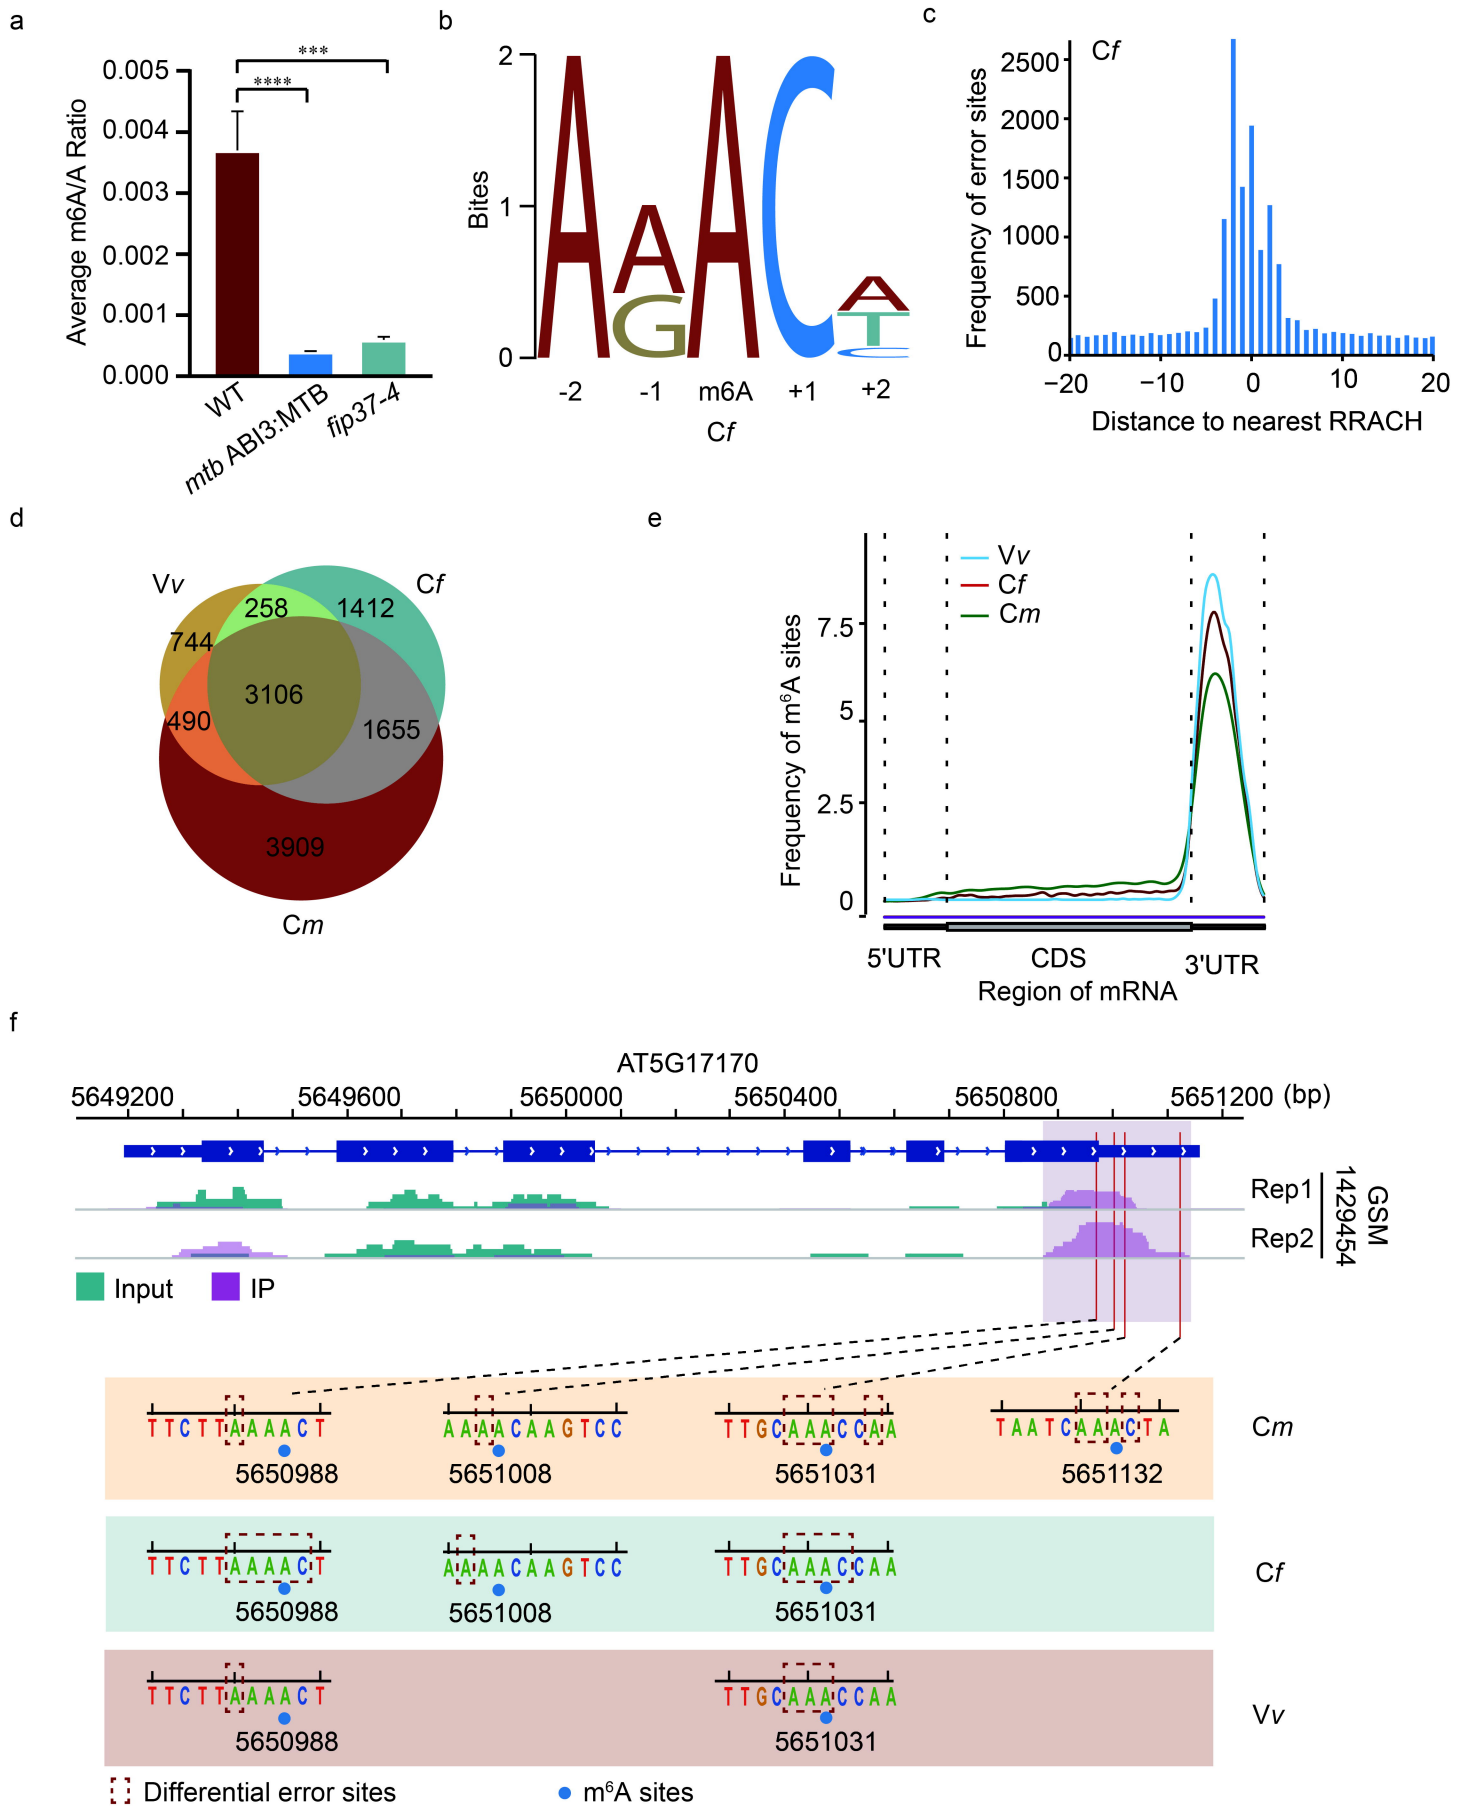 a
Average m6A/A Ratio
0.005
0.004
0.003
0.002
0.001
0.000
***
****
WT
mtb ABI3:MTB
fip37-4
b
Bites
2
1
0
A A A C A
G T
C
-2 -1 m6A +1 +2
Cf
c
Cf
Frequency of error sites
2500
2000
1500
1000
500
0
−20 −10 0 10 20
Distance to nearest RRACH
d
Vv
Cf
258
1412
744
3106
490
1655
3909
Cm
e
Frequency of m⁶A sites
Vv
Cf
Cm
7.5
5
2.5
0
5'UTR CDS 3'UTR
Region of mRNA
f
AT5G17170
5649200 5649600 5650000 5650400 5650800 5651200 (bp)
Rep1
Rep2
GSM
1429454
Input IP
TTCTTAAAACT AAAACAAGTCC TTGCAAACCAA TAATCAAACTA
5650988 5651008 5651031 5651132
Cm
TTCTTAAAACT AAAACAAGTCC TTGCAAACCAA
5650988 5651008 5651031
Cf
TTCTTAAAACT TTGCAAACCAA
5650988 5651031
Vv
Differential error sites m⁶A sites